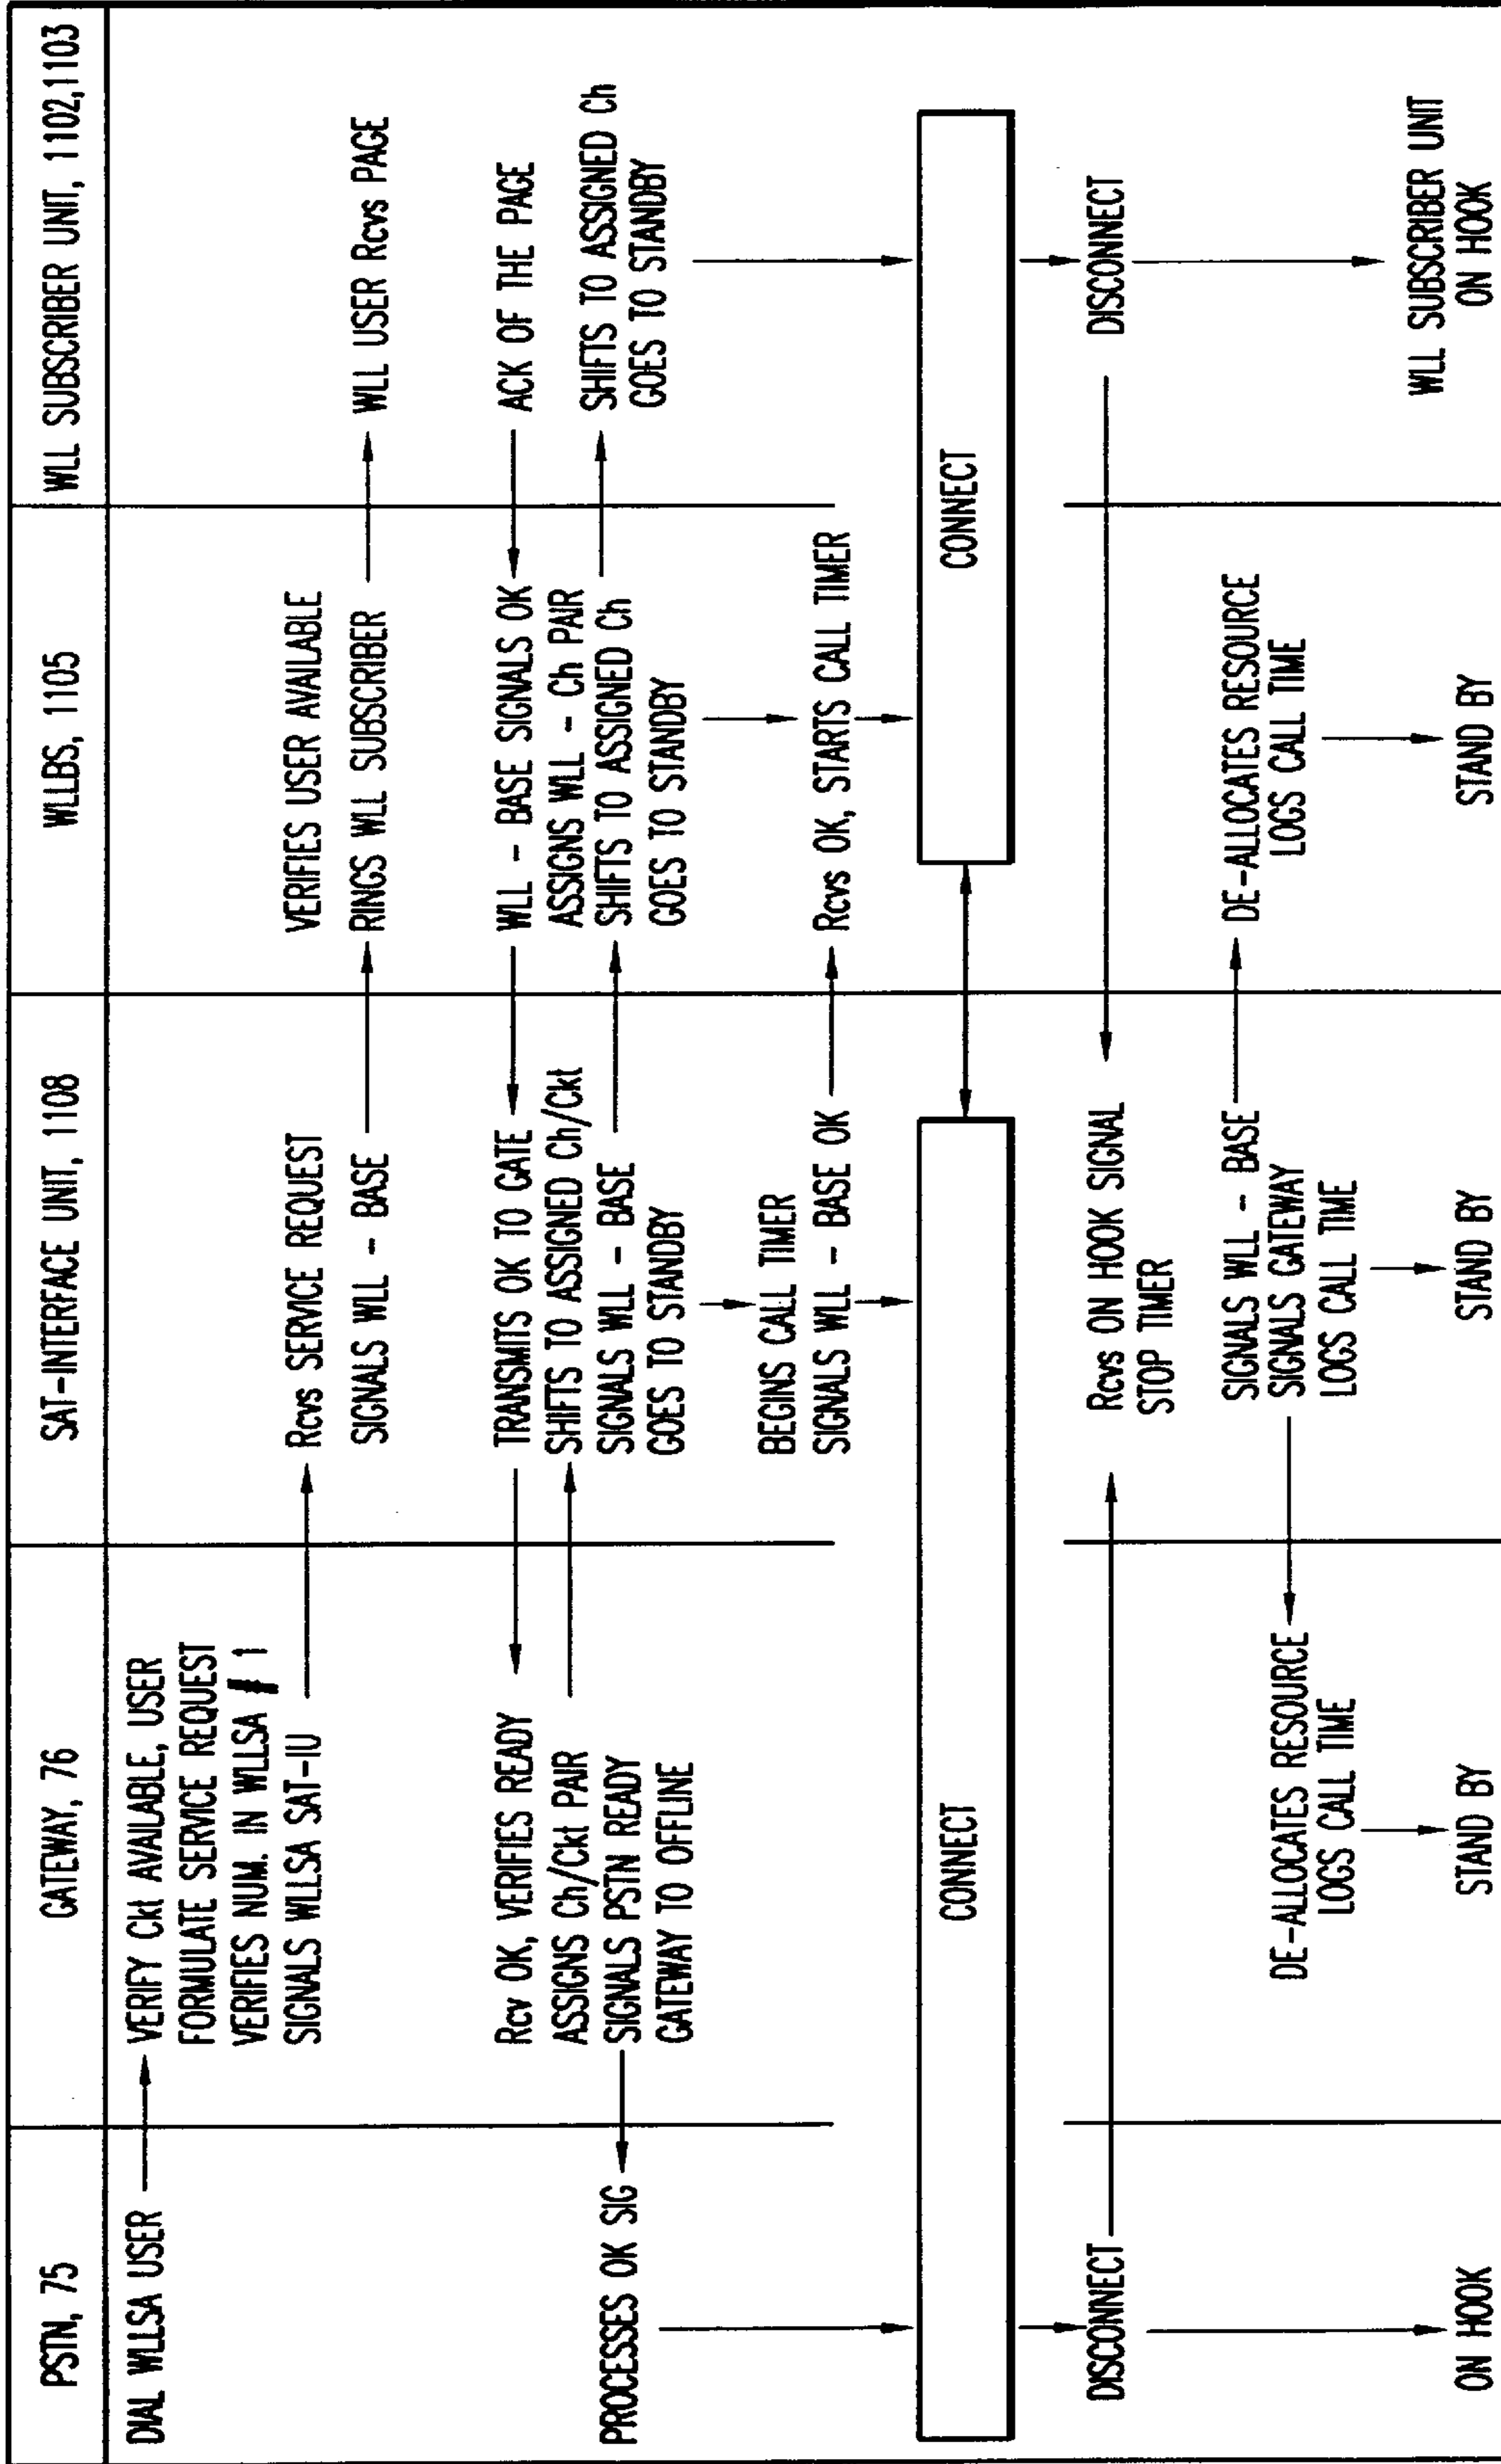 PSTN, 75
GATEWAY, 76
SAT-INTERFACE UNIT, 1108
WLLBS, 1105
WLL SUBSCRIBER UNIT, 1102,1103
DIAL WLLSA USER
VERIFY Ckt AVAILABLE, USER
FORMULATE SERVICE REQUEST
VERIFIES NUM. IN WLLSA # 1
SIGNALS WLLSA SAT-IU
Rcvs SERVICE REQUEST
SIGNALS WLL - BASE
VERIFIES USER AVAILABLE
RINGS WLL SUBSCRIBER
WLL USER Rcvs PAGE
ACK OF THE PAGE
WLL - BASE SIGNALS OK
ASSIGNS WLL - Ch PAIR
SHIFTS TO ASSIGNED Ch
GOES TO STANDBY
SHIFTS TO ASSIGNED Ch
GOES TO STANDBY
TRANSMITS OK TO GATE
SHIFTS TO ASSIGNED Ch/Ckt
SIGNALS WLL - BASE
GOES TO STANDBY
Rcv OK, VERIFIES READY
ASSIGNS Ch/Ckt PAIR
SIGNALS PSTN READY
GATEWAY TO OFFLINE
PROCESSES OK SIG
BEGINS CALL TIMER
SIGNALS WLL - BASE OK
Rcvs OK, STARTS CALL TIMER
CONNECT
CONNECT
DISCONNECT
Rcvs ON HOOK SIGNAL
STOP TIMER
DISCONNECT
SIGNALS WLL - BASE
SIGNALS GATEWAY
LOGS CALL TIME
DE-ALLOCATES RESOURCE
LOGS CALL TIME
DE-ALLOCATES RESOURCE
LOGS CALL TIME
ON HOOK
STAND BY
STAND BY
STAND BY
WLL SUBSCRIBER UNIT
ON HOOK